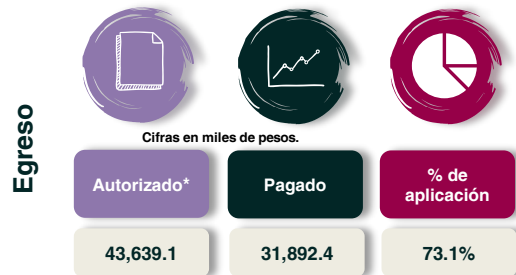 Egreso
Cifras en miles de pesos.
Autorizado*
Pagado
% de
aplicación
43,639.1
31,892.4
73.1%